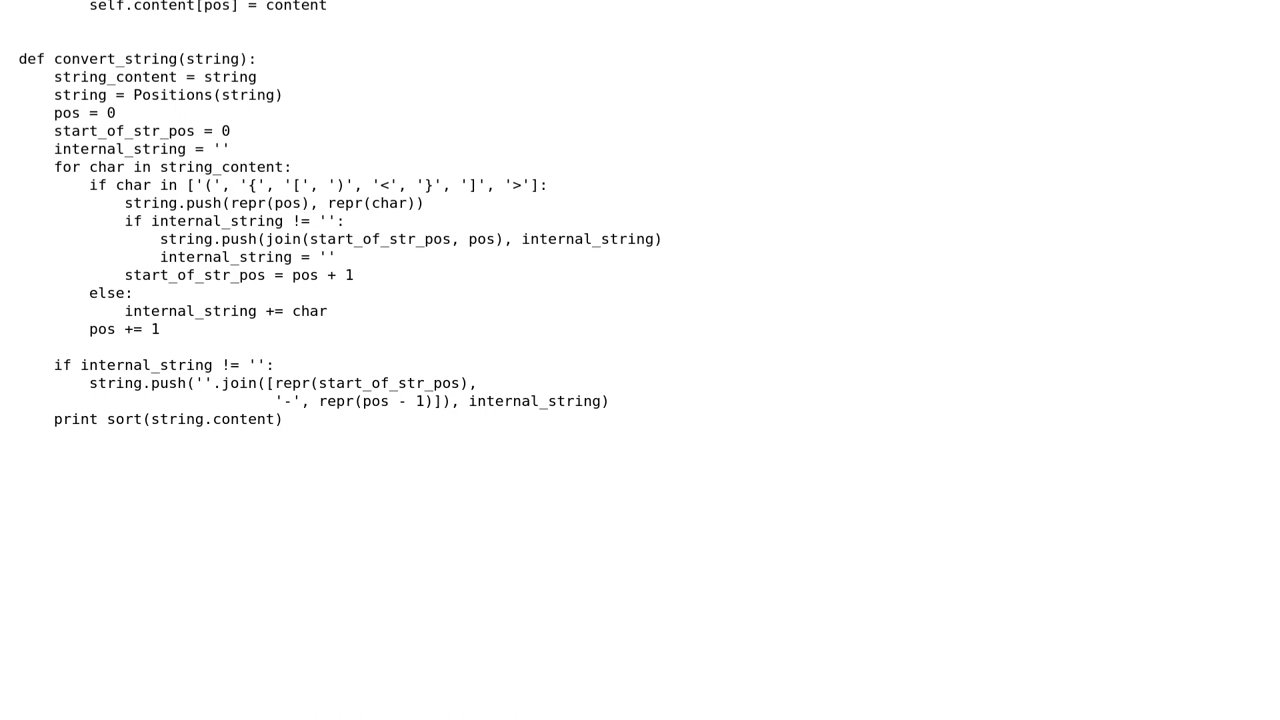 self.content[pos] = content


def convert_string(string):
    string_content = string
    string = Positions(string)
    pos = 0
    start_of_str_pos = 0
    internal_string = ''
    for char in string_content:
        if char in ['(', '{', '[', ')', '<', '}', ']', '>']:
            string.push(repr(pos), repr(char))
            if internal_string != '':
                string.push(join(start_of_str_pos, pos), internal_string)
                internal_string = ''
            start_of_str_pos = pos + 1
        else:
            internal_string += char
        pos += 1

    if internal_string != '':
        string.push(''.join([repr(start_of_str_pos),
                             '-', repr(pos - 1)]), internal_string)
    print sort(string.content)